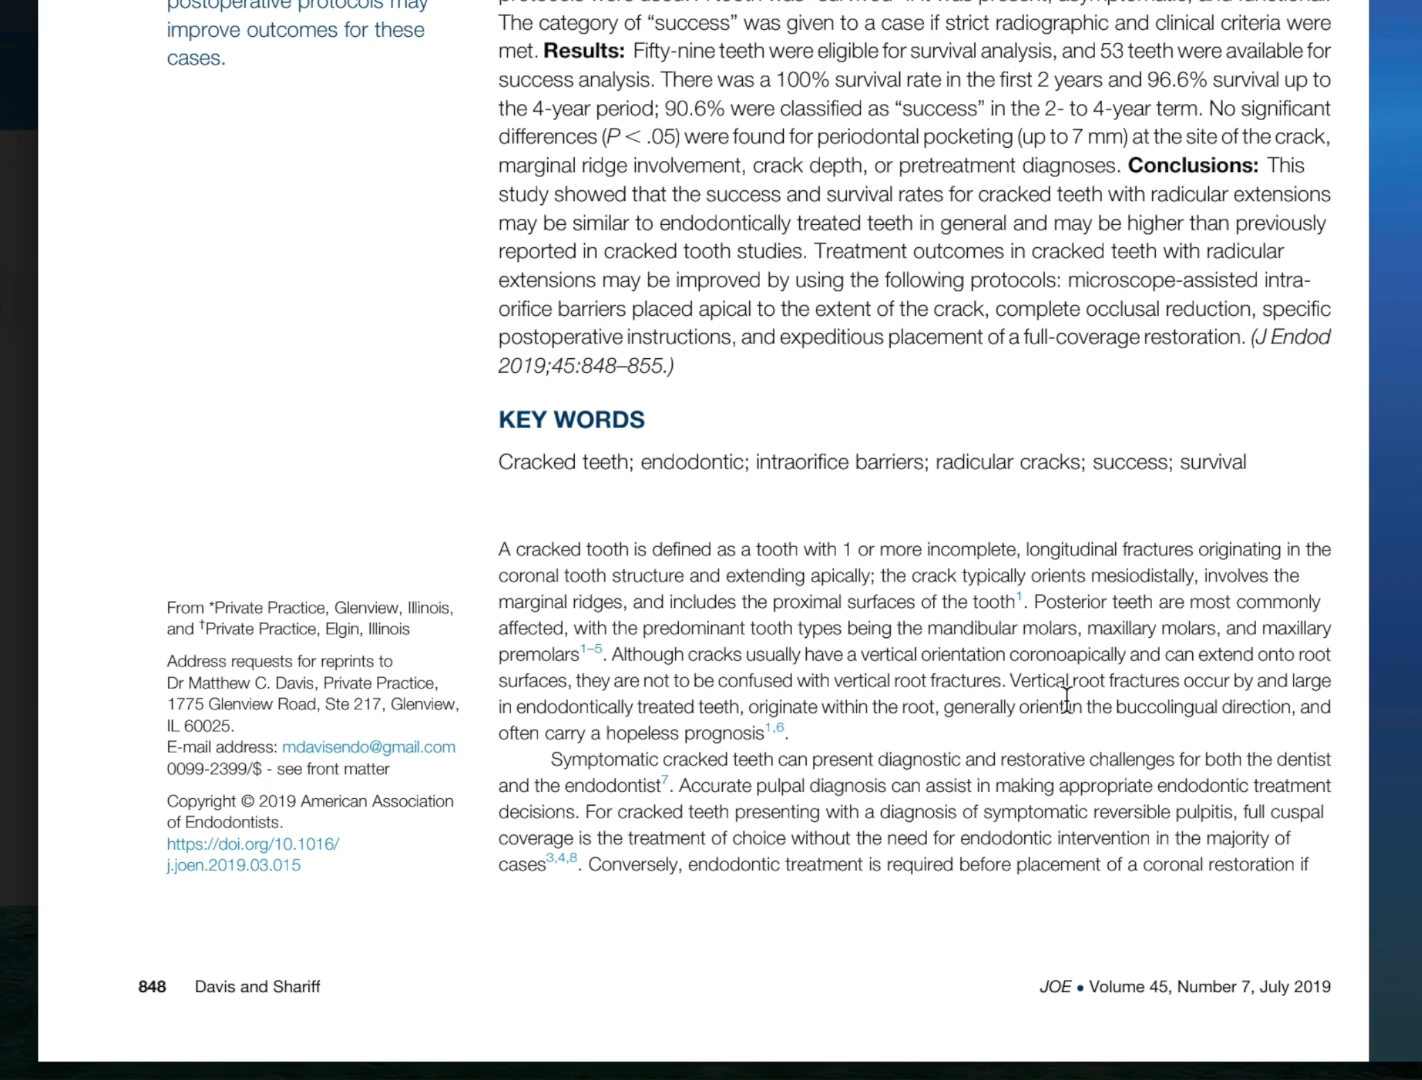 postoperative protocols may
improve outcomes for these
cases.
The category of “success” was given to a case if strict radiographic and clinical criteria were
met. Results: Fifty-nine teeth were eligible for survival analysis, and 53 teeth were available for
success analysis. There was a 100% survival rate in the first 2 years and 96.6% survival up to
the 4-year period; 90.6% were classified as “success” in the 2- to 4-year term. No significant
differences (P < .05) were found for periodontal pocketing (up to 7 mm) at the site of the crack,
marginal ridge involvement, crack depth, or pretreatment diagnoses. Conclusions: This
study showed that the success and survival rates for cracked teeth with radicular extensions
may be similar to endodontically treated teeth in general and may be higher than previously
reported in cracked tooth studies. Treatment outcomes in cracked teeth with radicular
extensions may be improved by using the following protocols: microscope-assisted intra-
orifice barriers placed apical to the extent of the crack, complete occlusal reduction, specific
postoperative instructions, and expeditious placement of a full-coverage restoration. (J Endod
2019;45:848–855.)
KEY WORDS
Cracked teeth; endodontic; intraorifice barriers; radicular cracks; success; survival
A cracked tooth is defined as a tooth with 1 or more incomplete, longitudinal fractures originating in the
coronal tooth structure and extending apically; the crack typically orients mesiodistally, involves the
marginal ridges, and includes the proximal surfaces of the tooth1. Posterior teeth are most commonly
affected, with the predominant tooth types being the mandibular molars, maxillary molars, and maxillary
premolars1–5. Although cracks usually have a vertical orientation coronoapically and can extend onto root
surfaces, they are not to be confused with vertical root fractures. Vertical root fractures occur by and large
in endodontically treated teeth, originate within the root, generally orient in the buccolingual direction, and
often carry a hopeless prognosis1,6.
Symptomatic cracked teeth can present diagnostic and restorative challenges for both the dentist
and the endodontist7. Accurate pulpal diagnosis can assist in making appropriate endodontic treatment
decisions. For cracked teeth presenting with a diagnosis of symptomatic reversible pulpitis, full cuspal
coverage is the treatment of choice without the need for endodontic intervention in the majority of
cases3,4,8. Conversely, endodontic treatment is required before placement of a coronal restoration if
From *Private Practice, Glenview, Illinois,
and †Private Practice, Elgin, Illinois
Address requests for reprints to
Dr Matthew C. Davis, Private Practice,
1775 Glenview Road, Ste 217, Glenview,
IL 60025.
E-mail address: mdavisendo@gmail.com
0099-2399/$ - see front matter
Copyright © 2019 American Association
of Endodontists.
https://doi.org/10.1016/
j.joen.2019.03.015
848 Davis and Shariff
JOE • Volume 45, Number 7, July 2019